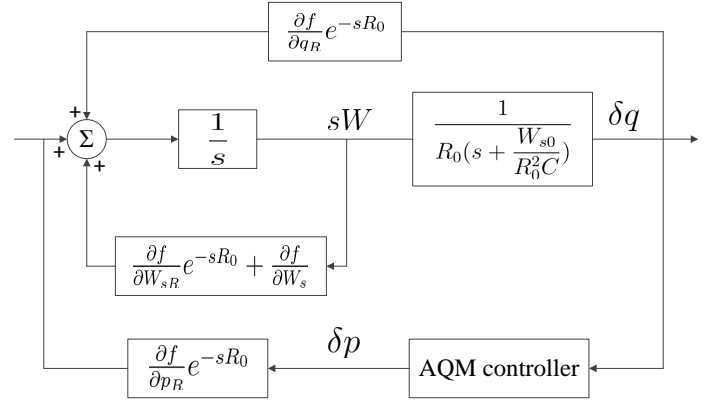 ∂f/∂q_R e^{-sR_0}
+
Σ
+
+
1/s
sW
1/(R_0(s + W_{s0}/(R_0^2 C)))
δq
∂f/∂W_{sR} e^{-sR_0} + ∂f/∂W_s
∂f/∂p_R e^{-sR_0}
δp
AQM controller